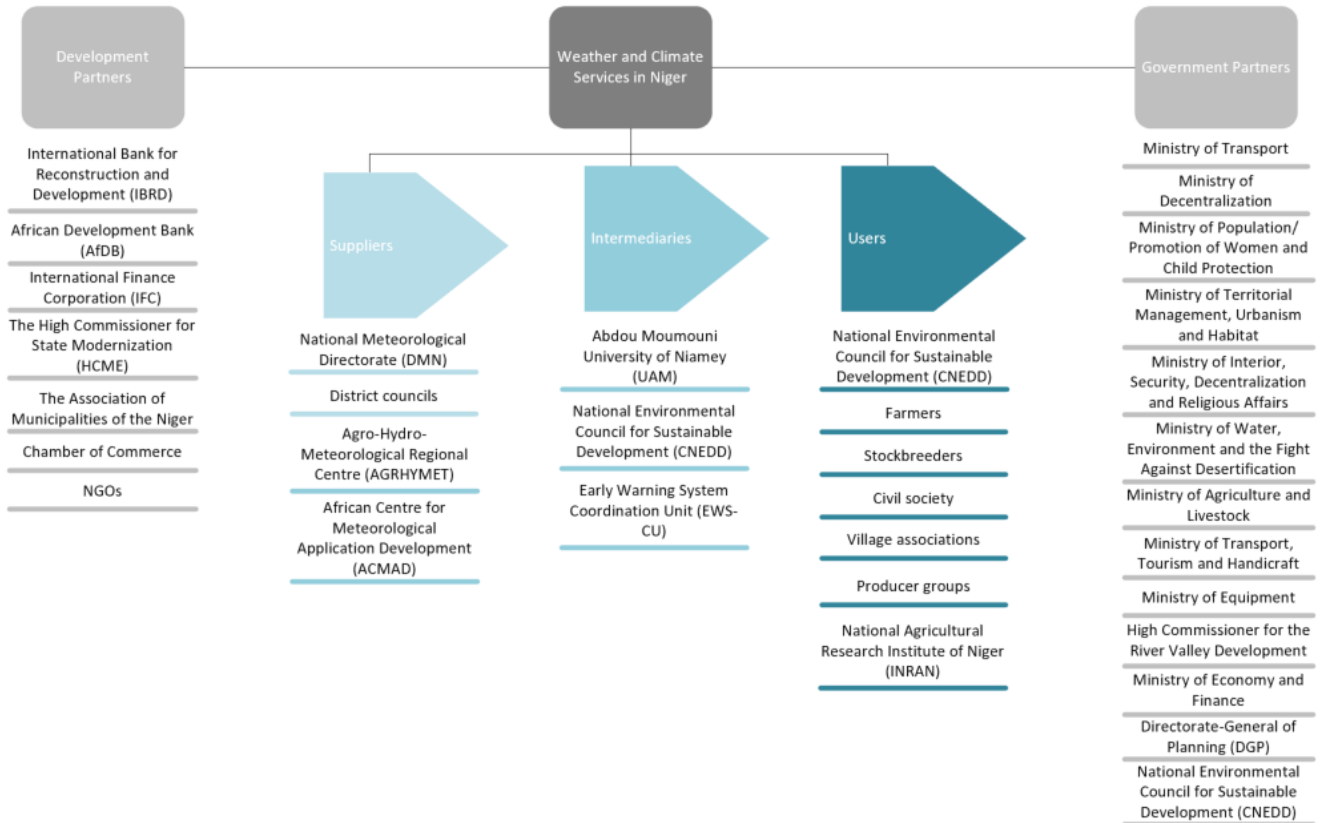 Development
Partners
Weather and Climate
Services in Niger
Government Partners
International Bank for
Reconstruction and
Development (IBRD)
African Development Bank
(AfDB)
International Finance
Corporation (IFC)
The High Commissioner for
State Modernization
(HCME)
The Association of
Municipalities of the Niger
Chamber of Commerce
NGOs
Suppliers
National Meteorological
Directorate (DMN)
District councils
Agro-Hydro-
Meteorological Regional
Centre (AGRHYMET)
African Centre for
Meteorological
Application Development
(ACMAD)
Intermediaries
Abdou Moumouni
University of Niamey
(UAM)
National Environmental
Council for Sustainable
Development (CNEDD)
Early Warning System
Coordination Unit (EWS-
CU)
Users
National Environmental
Council for Sustainable
Development (CNEDD)
Farmers
Stockbreeders
Civil society
Village associations
Producer groups
National Agricultural
Research Institute of Niger
(INRAN)
Ministry of Transport
Ministry of
Decentralization
Ministry of Population/
Promotion of Women and
Child Protection
Ministry of Territorial
Management, Urbanism
and Habitat
Ministry of Interior,
Security, Decentralization
and Religious Affairs
Ministry of Water,
Environment and the Fight
Against Desertification
Ministry of Agriculture and
Livestock
Ministry of Transport,
Tourism and Handicraft
Ministry of Equipment
High Commissioner for the
River Valley Development
Ministry of Economy and
Finance
Directorate-General of
Planning (DGP)
National Environmental
Council for Sustainable
Development (CNEDD)